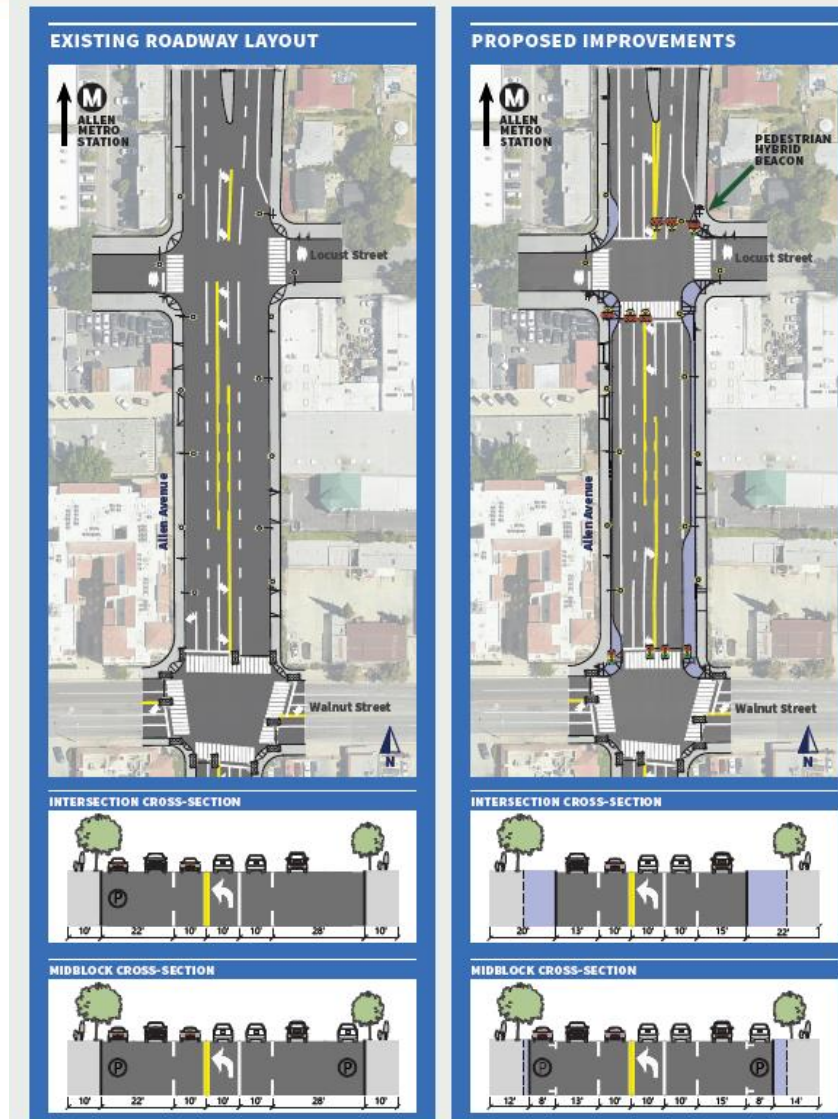 EXISTING ROADWAY LAYOUT
M
ALLEN
METRO
STATION
Locust Street
Allen Avenue
Walnut Street
N
INTERSECTION CROSS-SECTION
P
10' 22' 10' 10' 10' 28' 10'
MIDBLOCK CROSS-SECTION
P P
10' 22' 10' 10' 10' 28' 10'
PROPOSED IMPROVEMENTS
M
ALLEN
METRO
STATION
PEDESTRIAN
HYBRID
BEACON
Locust Street
Allen Avenue
Walnut Street
N
INTERSECTION CROSS-SECTION
20' 13' 10' 10' 10' 15' 22'
MIDBLOCK CROSS-SECTION
P P
12' 8' 13' 10' 10' 10' 15' 8' 14'